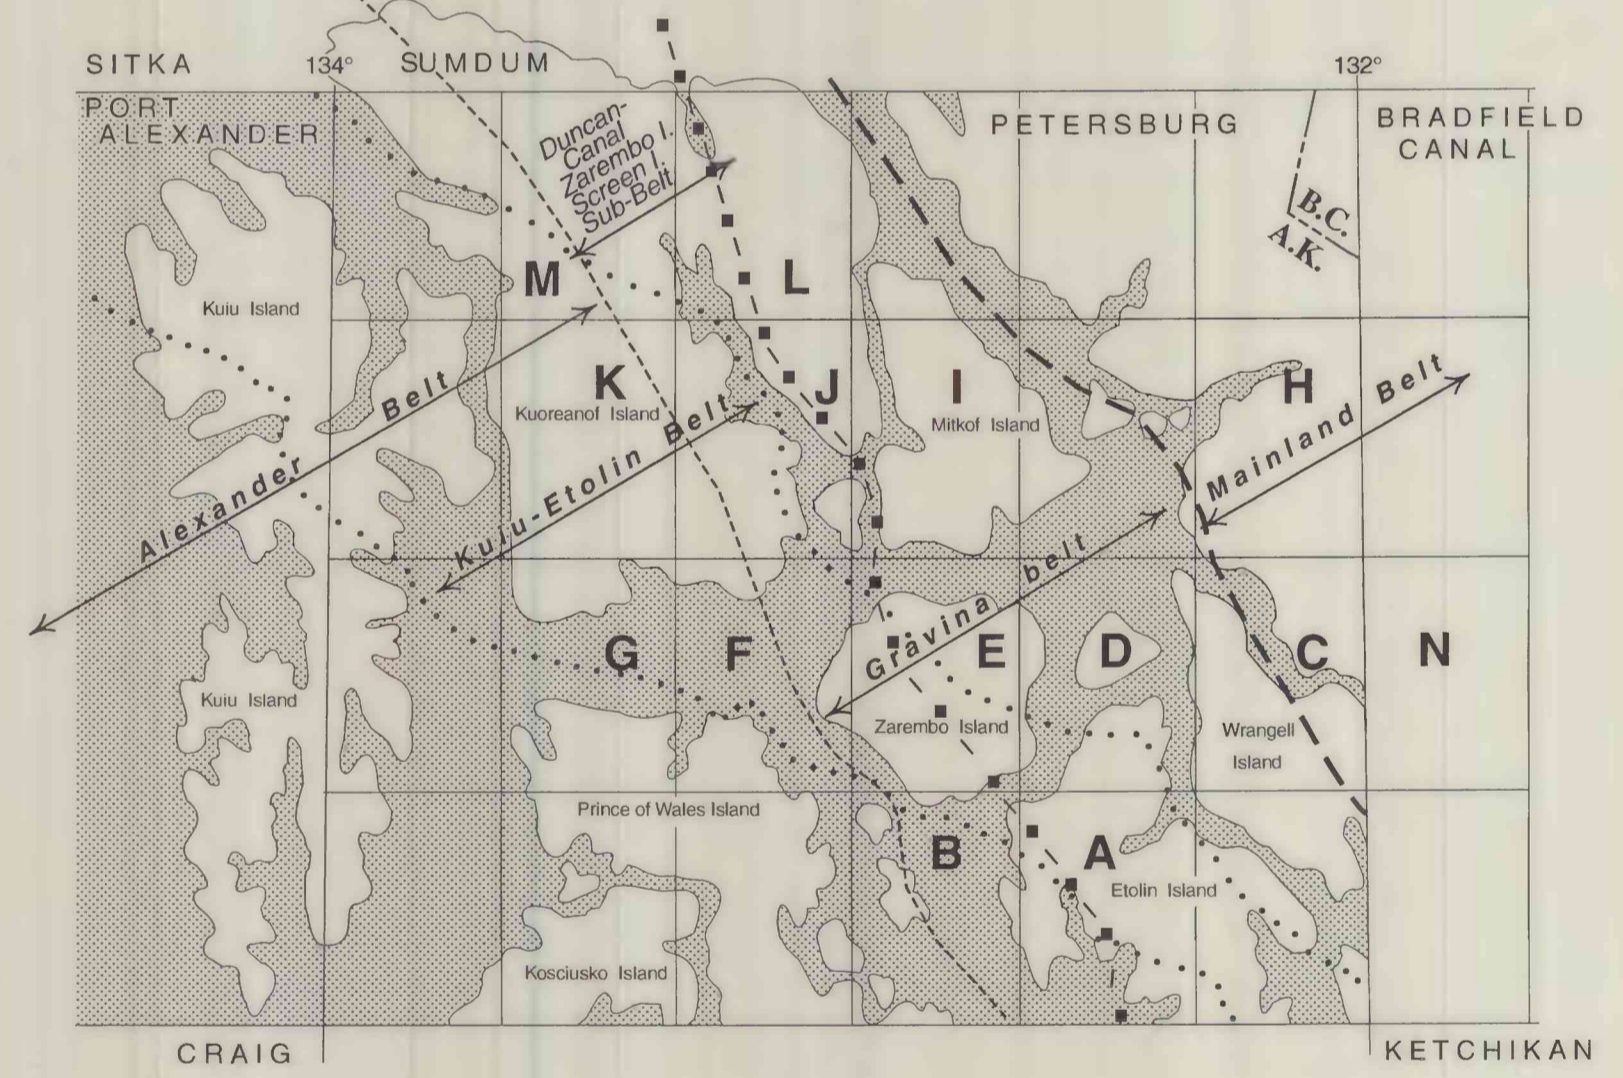 SITKA
134°
SUMDUM
132°
PORT
ALEXANDER
PETERSBURG
BRADFIELD
CANAL
Duncan-
Canal
Zarembo I.
Screen I.
Sub-Belt
B.C.
A.K.
M
L
Kuiu Island
K
J
I
H
Kuoreanof Island
Mitkof Island
Alexander Belt
Kuiu-Etolin Belt
Mainland Belt
Gravina belt
G
F
E
D
C
N
Kuiu Island
Zarembo Island
Wrangell
Island
Prince of Wales Island
B
A
Etolin Island
Kosciusko Island
CRAIG
KETCHIKAN